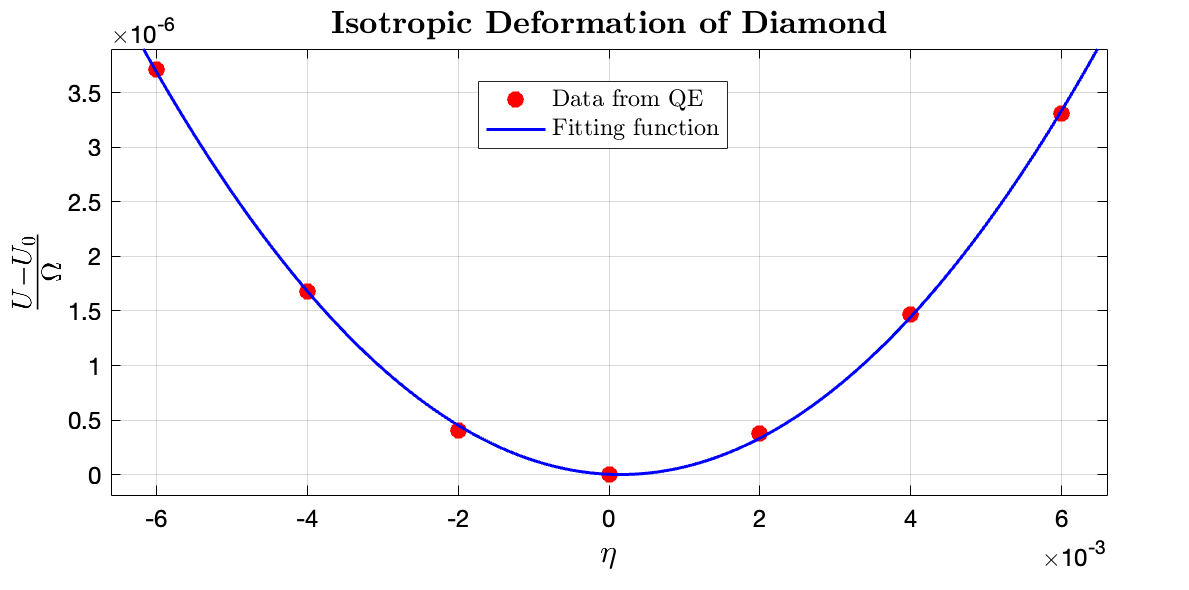 Isotropic Deformation of Diamond
×10⁻⁶
3.5
3
2.5
2
1.5
1
0.5
0
U−U₀
Ω
Data from QE
Fitting function
-6 -4 -2 0 2 4 6
η
×10⁻³